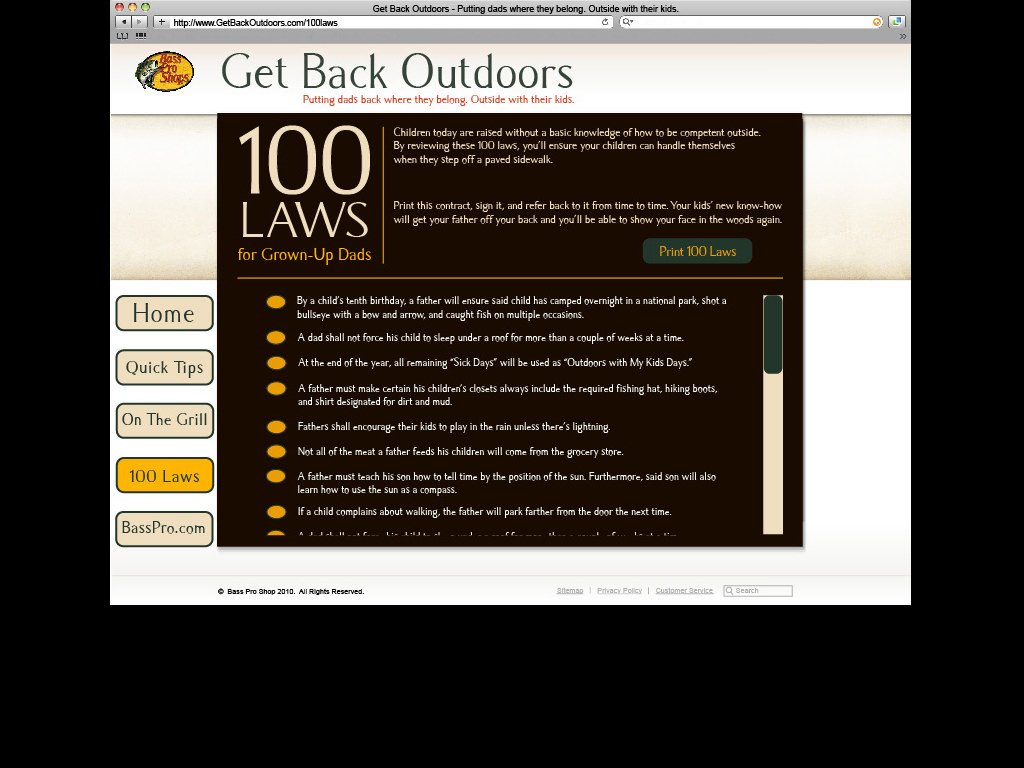 Get Back Outdoors - Putting dads where they belong. Outside with their kids.
http://www.GetBackOutdoors.com/100laws
Bass
Pro
Shops
Get Back Outdoors
Putting dads back where they belong. Outside with their kids.
100
LAWS
for Grown-Up Dads
Children today are raised without a basic knowledge of how to be competent outside.
By reviewing these 100 laws, you'll ensure your children can handle themselves
when they step off a paved sidewalk.
Print this contract, sign it, and refer back to it from time to time. Your kids' new know-how
will get your father off your back and you'll be able to show your face in the woods again.
Print 100 Laws
Home
Quick Tips
On The Grill
100 Laws
BassPro.com
By a child's tenth birthday, a father will ensure said child has camped overnight in a national park, shot a
bullseye with a bow and arrow, and caught fish on multiple occasions.
A dad shall not force his child to sleep under a roof for more than a couple of weeks at a time.
At the end of the year, all remaining "Sick Days" will be used as "Outdoors with My Kids Days."
A father must make certain his children's closets always include the required fishing hat, hiking boots,
and shirt designated for dirt and mud.
Fathers shall encourage their kids to play in the rain unless there's lightning.
Not all of the meat a father feeds his children will come from the grocery store.
A father must teach his son how to tell time by the position of the sun. Furthermore, said son will also
learn how to use the sun as a compass.
If a child complains about walking, the father will park farther from the door the next time.
© Bass Pro Shop 2010. All Rights Reserved.
Sitemap | Privacy Policy | Customer Service
Search